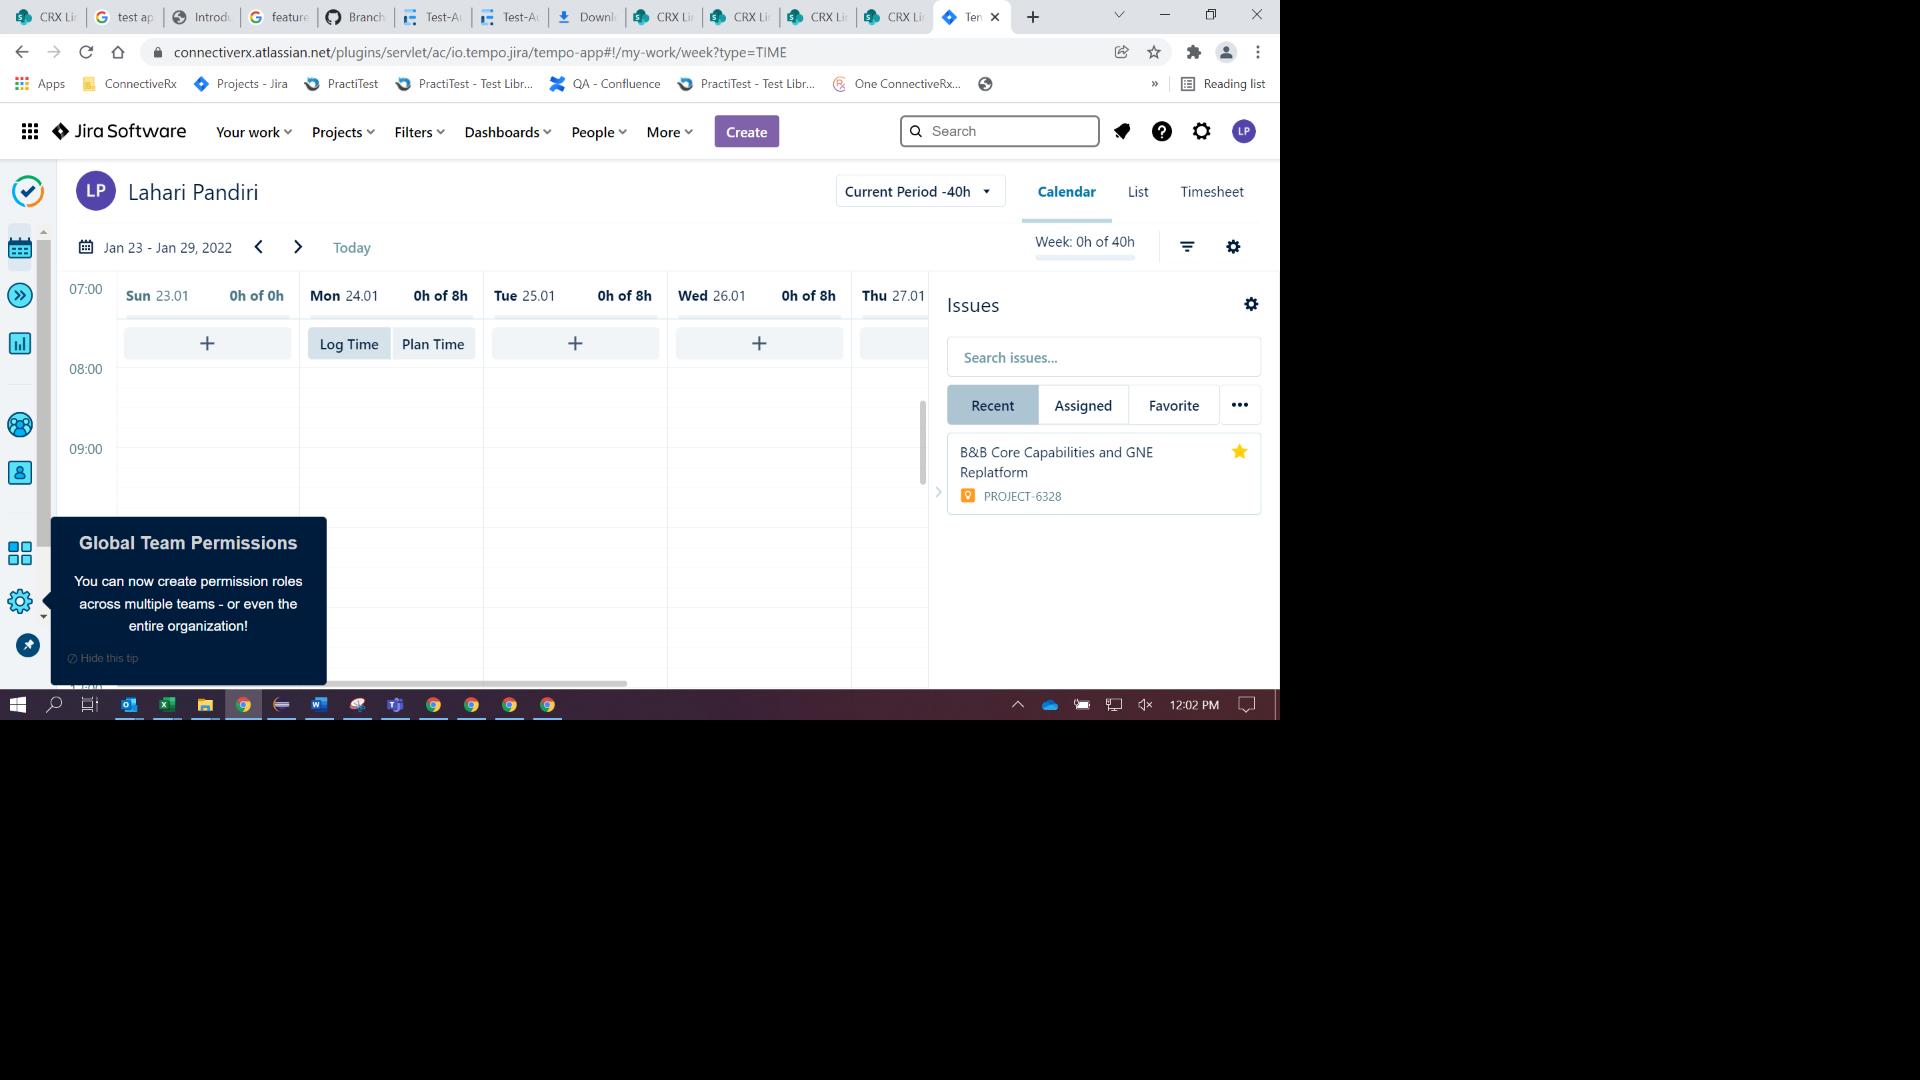 CRX Li
test ap
Introdu
feature
Branch
Test-Au
Test-Au
Downl
CRX Li
CRX Li
CRX Li
CRX Li
Tem
connectiverx.atlassian.net/plugins/servlet/ac/io.tempo.jira/tempo-app#!/my-work/week?type=TIME
Apps ConnectiveRx Projects - Jira PractiTest PractiTest - Test Libr... QA - Confluence PractiTest - Test Libr... One ConnectiveRx... » Reading list
Jira Software Your work Projects Filters Dashboards People More Create Search LP
LP Lahari Pandiri Current Period -40h Calendar List Timesheet
Jan 23 - Jan 29, 2022 Today Week: 0h of 40h
07:00 Sun 23.01 0h of 0h Mon 24.01 0h of 8h Tue 25.01 0h of 8h Wed 26.01 0h of 8h Thu 27.01
Issues
+ Log Time Plan Time + +
Search issues...
08:00
Recent Assigned Favorite •••
09:00
B&B Core Capabilities and GNE
Replatform
PROJECT-6328
Global Team Permissions
You can now create permission roles
across multiple teams - or even the
entire organization!
Hide this tip
12:02 PM